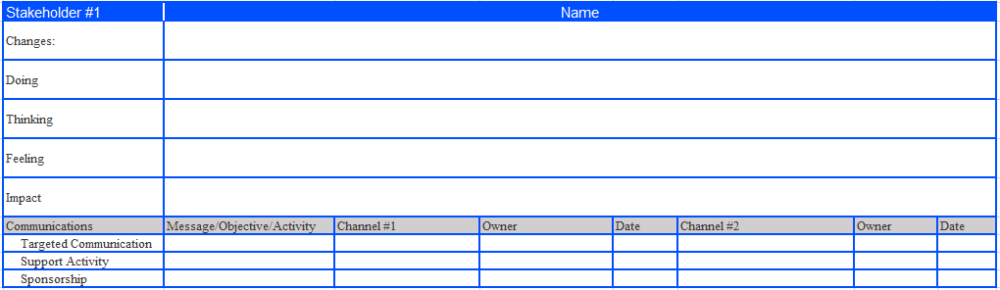 Stakeholder #1 Name
Changes:
Doing
Thinking
Feeling
Impact
Communications Message/Objective/Activity Channel #1 Owner Date Channel #2 Owner Date
Targeted Communication
Support Activity
Sponsorship